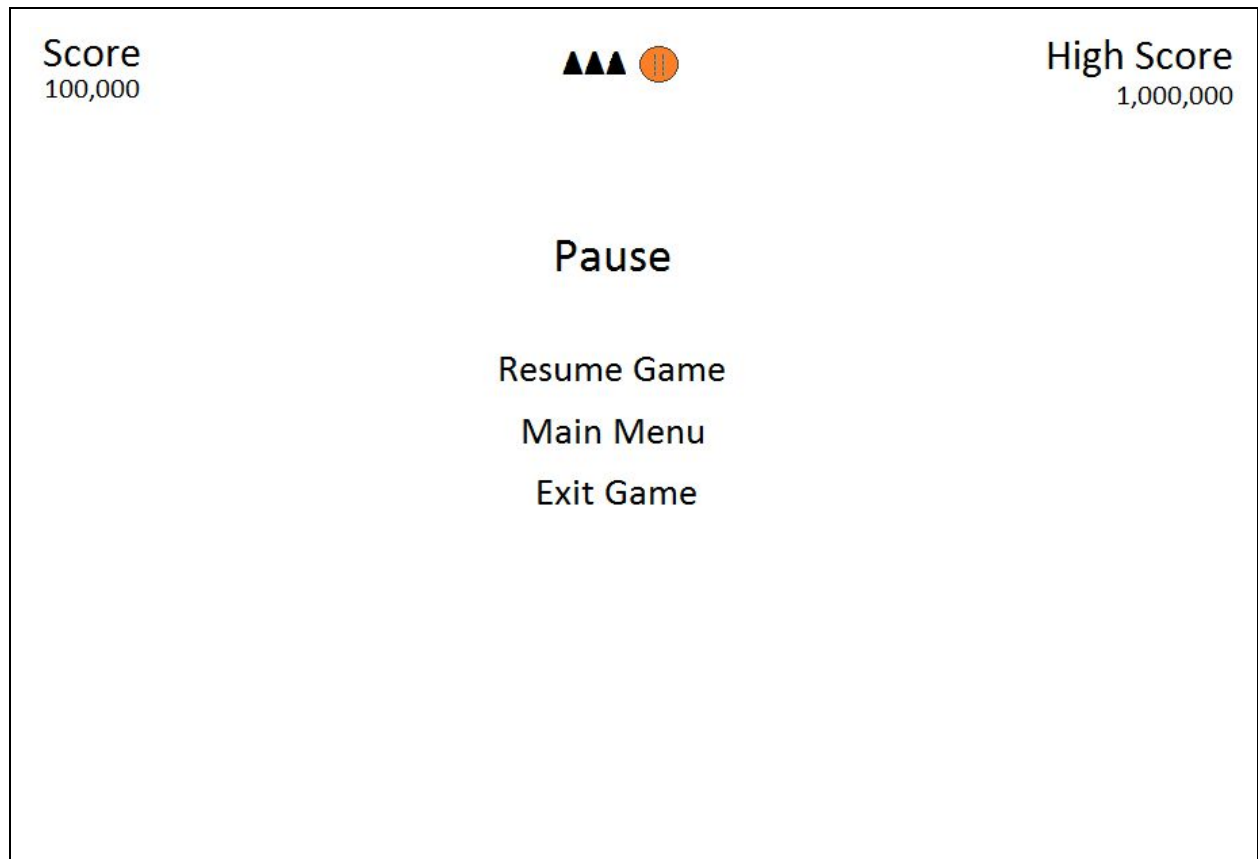 Score
100,000
High Score
1,000,000
Pause
Resume Game
Main Menu
Exit Game